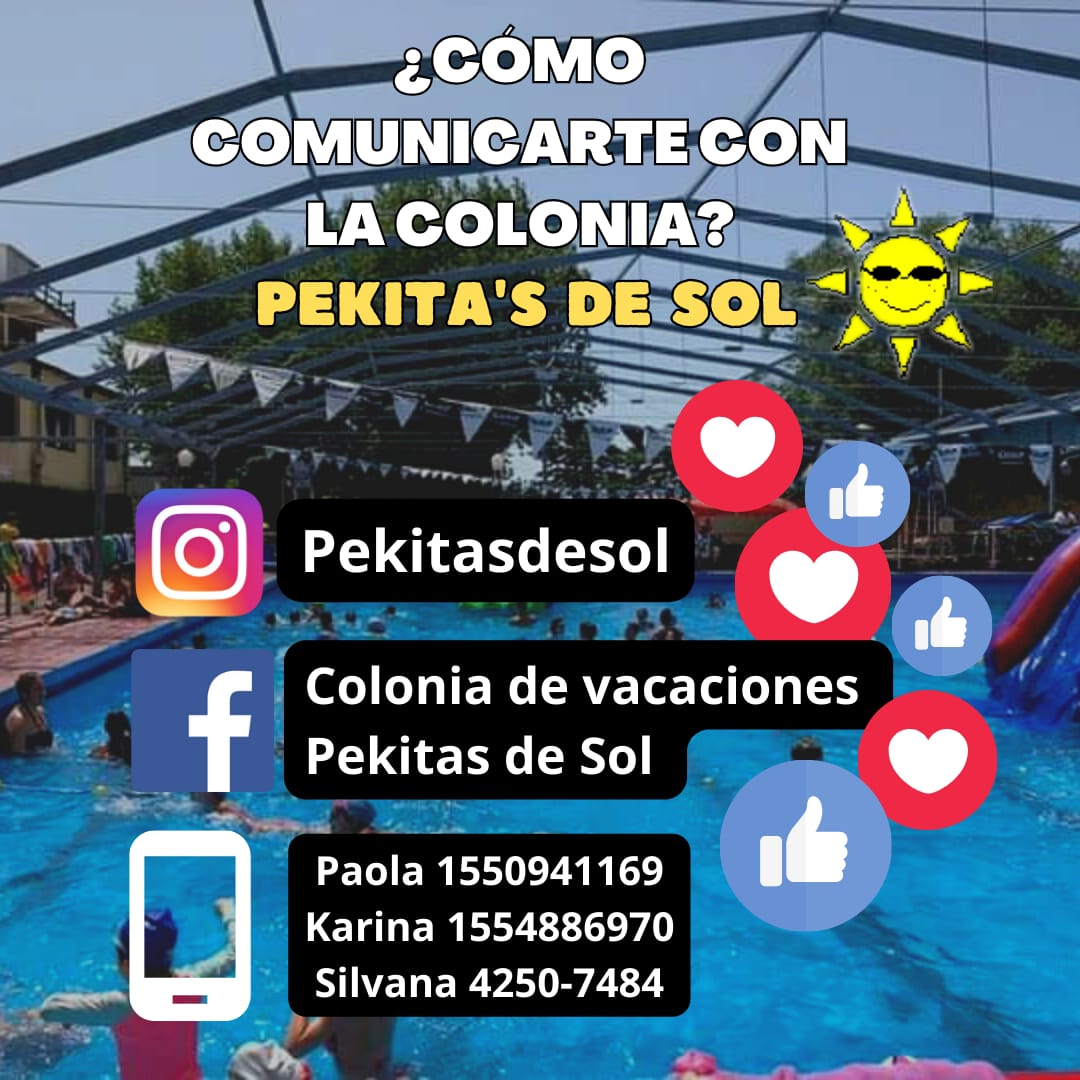 ¿CÓMO
COMUNICARTE CON
LA COLONIA?
PEKITA'S DE SOL
Pekitasdesol
Colonia de vacaciones
Pekitas de Sol
Paola 1550941169
Karina 1554886970
Silvana 4250-7484